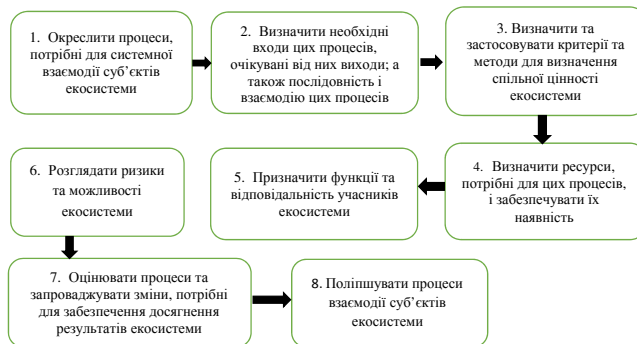 1. Окреслити процеси,
потрібні для системної
взаємодії суб’єктів
екосистеми
2. Визначити необхідні
входи цих процесів,
очікувані від них виходи; а
також послідовність і
взаємодію цих процесів
3. Визначити та
застосовувати критерії та
методи для визначення
спільної цінності
екосистеми
4. Визначити ресурси,
потрібні для цих процесів,
і забезпечувати їх
наявність
5. Призначити функції та
відповідальність учасників
екосистеми
6. Розглядати ризики
та можливості
екосистеми
7. Оцінювати процеси та
запроваджувати зміни, потрібні
для забезпечення досягнення
результатів екосистеми
8. Поліпшувати процеси
взаємодії суб’єктів
екосистеми